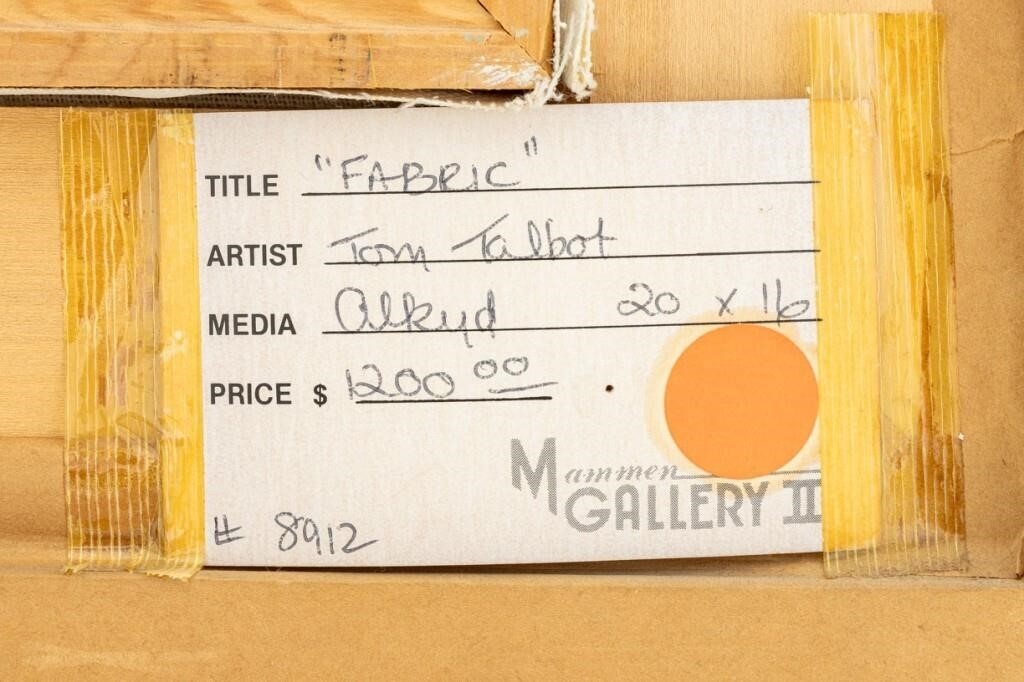 TITLE "FABRIC"
ARTIST Tom Talbot
MEDIA Alkyd 20 x 16
PRICE $ 1200 00
Mammen
GALLERY II
# 8912